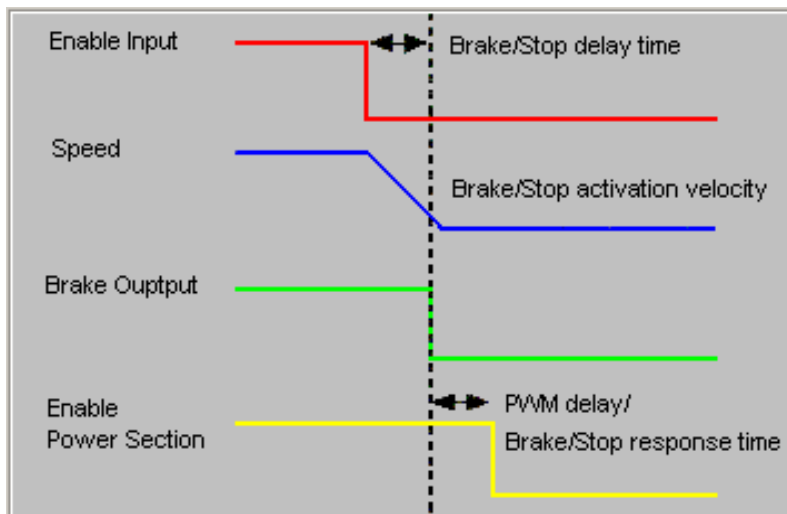 Enable Input
Brake/Stop delay time
Speed
Brake/Stop activation velocity
Brake Ouptput
Enable
Power Section
PWM delay/
Brake/Stop response time